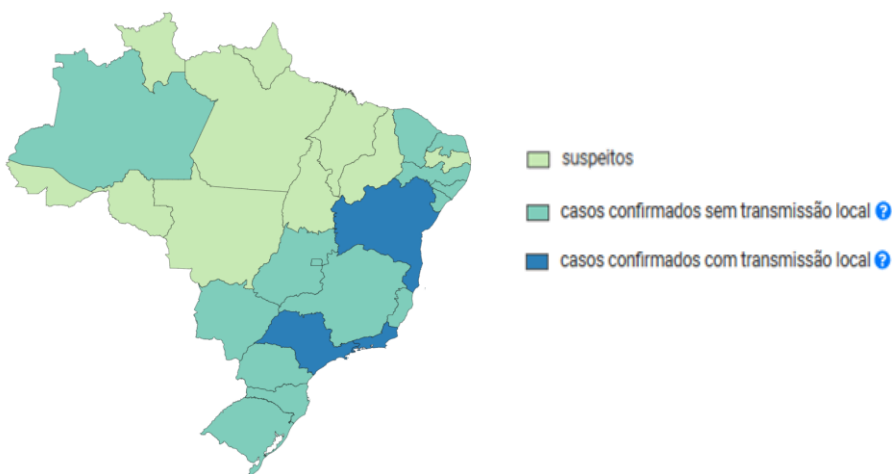 suspeitos
casos confirmados sem transmissão local ?
casos confirmados com transmissão local ?